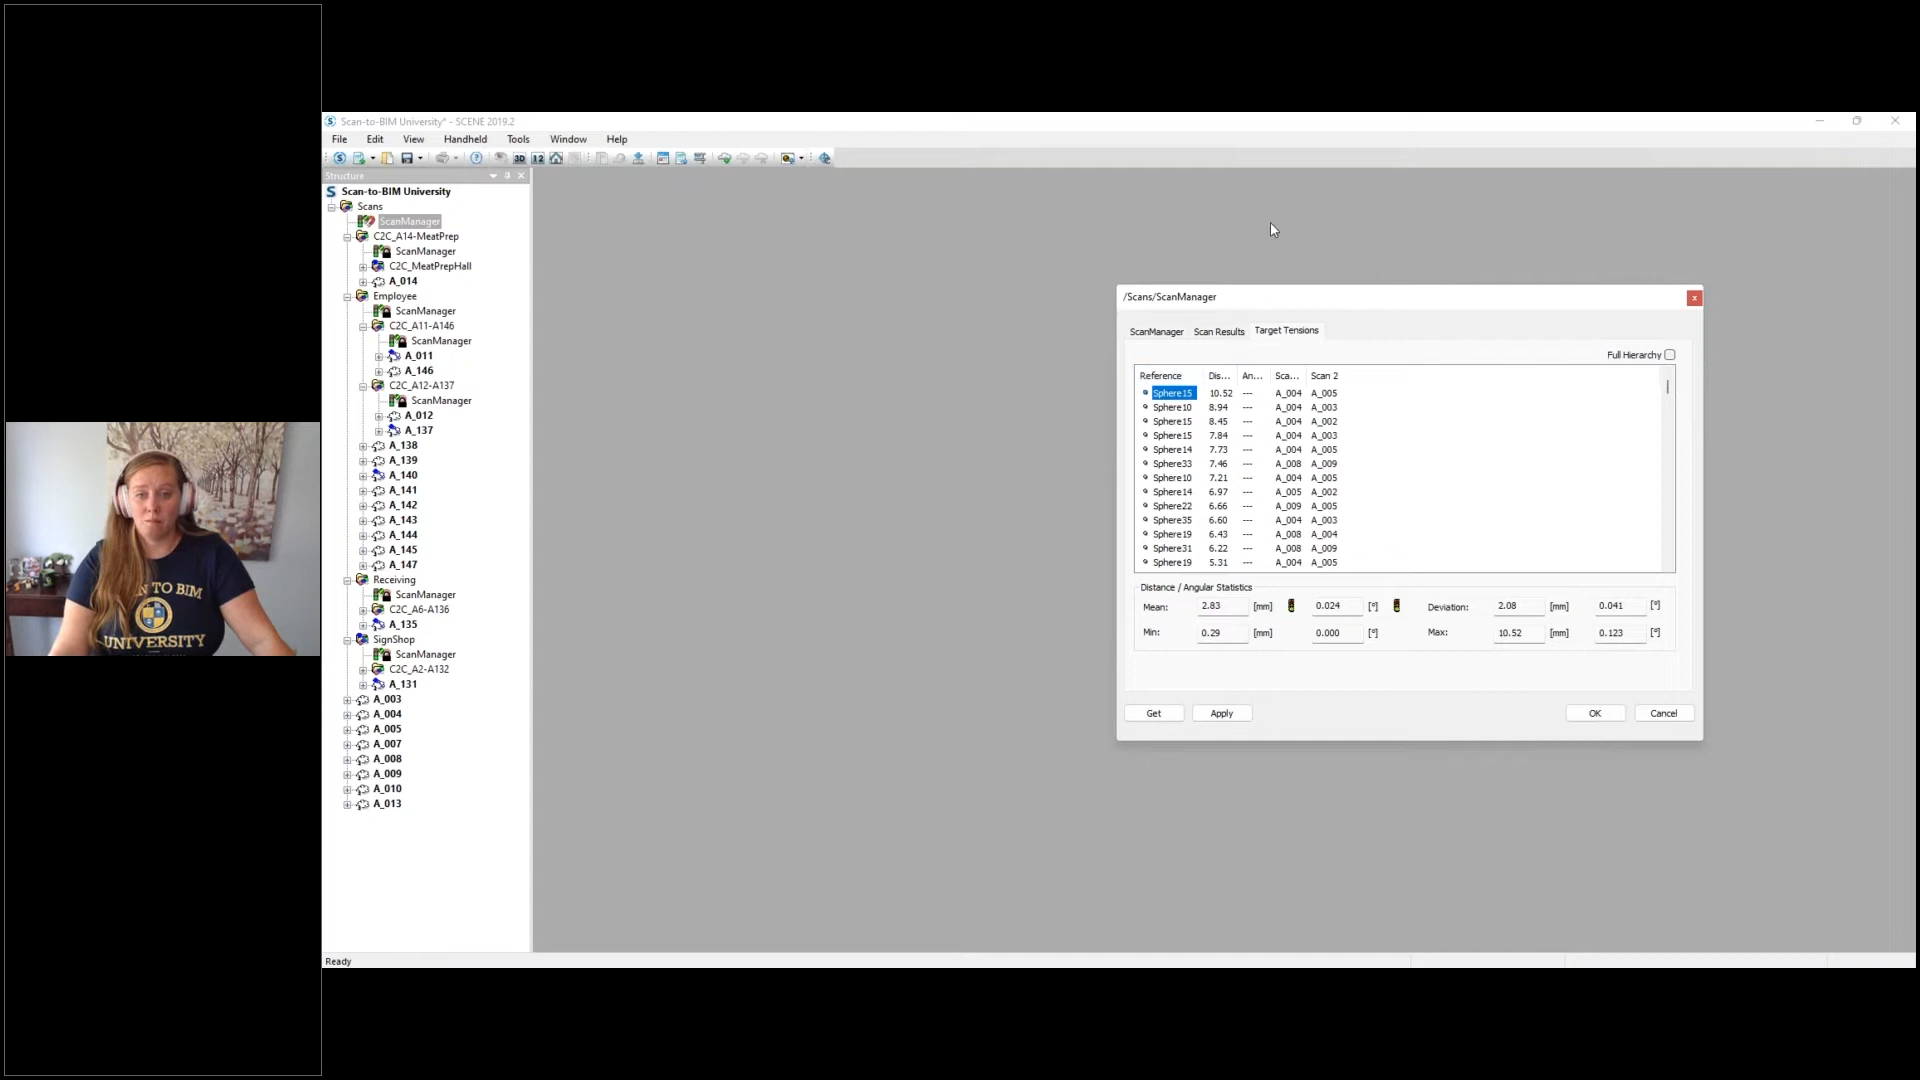 Scan-to-BIM University* - SCENE 2019.2
File Edit View Handheld Tools Window Help
3D 12
Structure
Scan-to-BIM University
Scans
ScanManager
C2C_A14-MeatPrep
ScanManager
C2C_MeatPrepHall
A_014
Employee
ScanManager
C2C_A11-A146
ScanManager
A_011
A_146
C2C_A12-A137
ScanManager
A_012
A_137
A_138
A_139
A_140
A_141
A_142
A_143
A_144
A_145
A_147
Receiving
ScanManager
C2C_A6-A136
A_135
SignShop
ScanManager
C2C_A2-A132
A_131
A_003
A_004
A_005
A_007
A_008
A_009
A_010
A_013
Ready
/Scans/ScanManager
ScanManager Scan Results Target Tensions
Full Hierarchy
Reference Dis... An... Sca... Scan 2
Sphere15 10.52 --- A_004 A_005
Sphere10 8.94 --- A_004 A_003
Sphere15 8.45 --- A_004 A_002
Sphere15 7.84 --- A_004 A_003
Sphere14 7.73 --- A_004 A_005
Sphere33 7.46 --- A_008 A_009
Sphere10 7.21 --- A_004 A_005
Sphere14 6.97 --- A_005 A_002
Sphere22 6.66 --- A_009 A_005
Sphere35 6.60 --- A_004 A_003
Sphere19 6.43 --- A_008 A_004
Sphere31 6.22 --- A_008 A_009
Sphere19 5.31 --- A_004 A_005
Distance / Angular Statistics
Mean: 2.83 [mm] 0.024 [°] Deviation: 2.08 [mm] 0.041 [°]
Min: 0.29 [mm] 0.000 [°] Max: 10.52 [mm] 0.123 [°]
Get Apply OK Cancel
TO BIM
UNIVERSITY